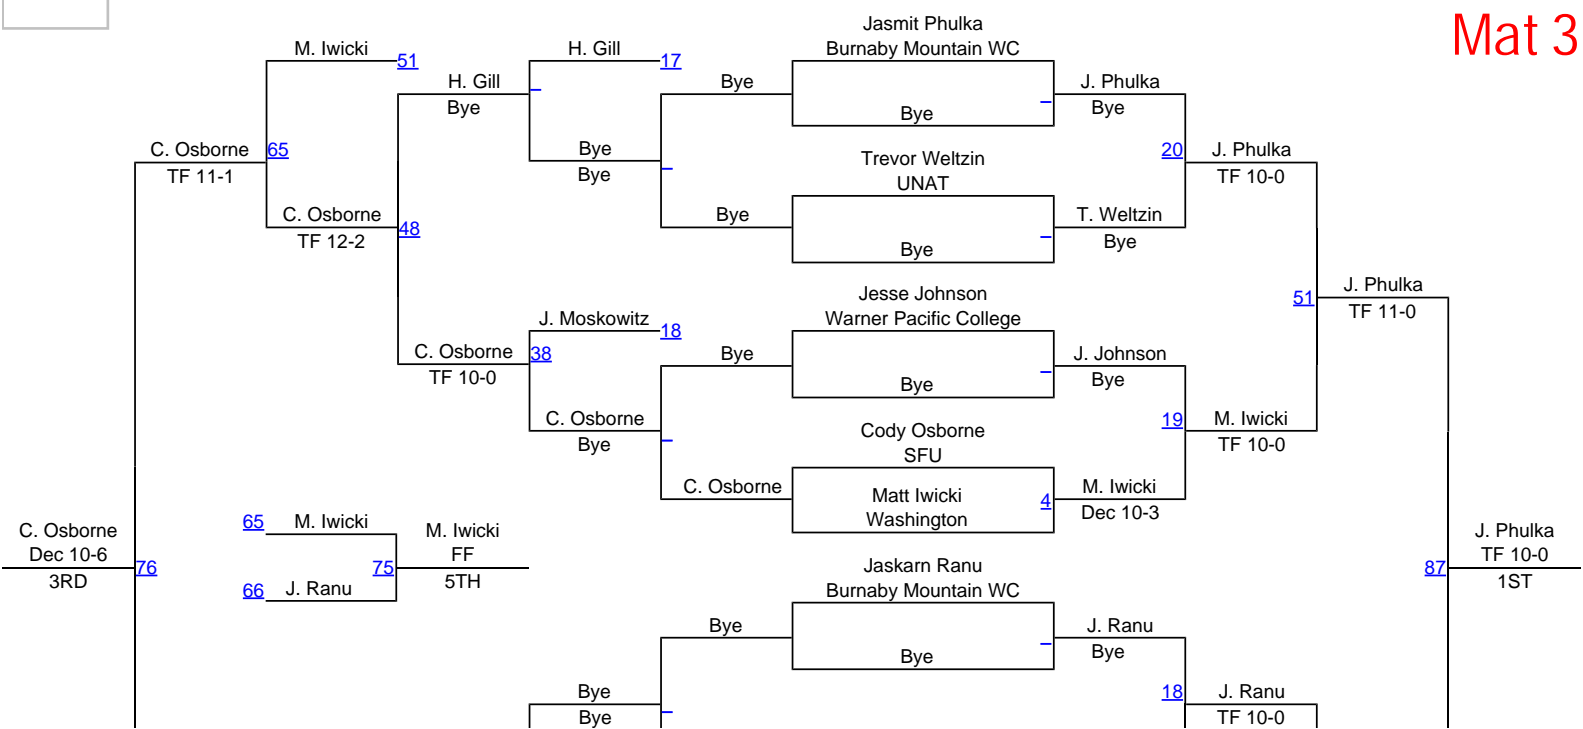 Mat 3
Jasmit Phulka
M. Iwicki
H. Gill
Burnaby Mountain WC
51
17
H. Gill
Bye
J. Phulka
Bye
Bye
Bye
C. Osborne
65
Bye
Trevor Weltzin
20
J. Phulka
TF 11-1
Bye
UNAT
TF 10-0
C. Osborne
Bye
T. Weltzin
TF 12-2
48
Bye
Bye
Jesse Johnson
51
J. Phulka
J. Moskowitz
18
Warner Pacific College
TF 11-0
C. Osborne
38
Bye
J. Johnson
TF 10-0
Bye
Bye
C. Osborne
Cody Osborne
19
M. Iwicki
Bye
SFU
TF 10-0
C. Osborne
Matt Iwicki
4
M. Iwicki
Washington
Dec 10-3
65
M. Iwicki
C. Osborne
M. Iwicki
J. Phulka
Dec 10-6
FF
TF 10-0
76
75
Jaskarn Ranu
87
3RD
5TH
1ST
66
J. Ranu
Burnaby Mountain WC
Bye
J. Ranu
Bye
Bye
Bye
18
J. Ranu
Bye
TF 10-0